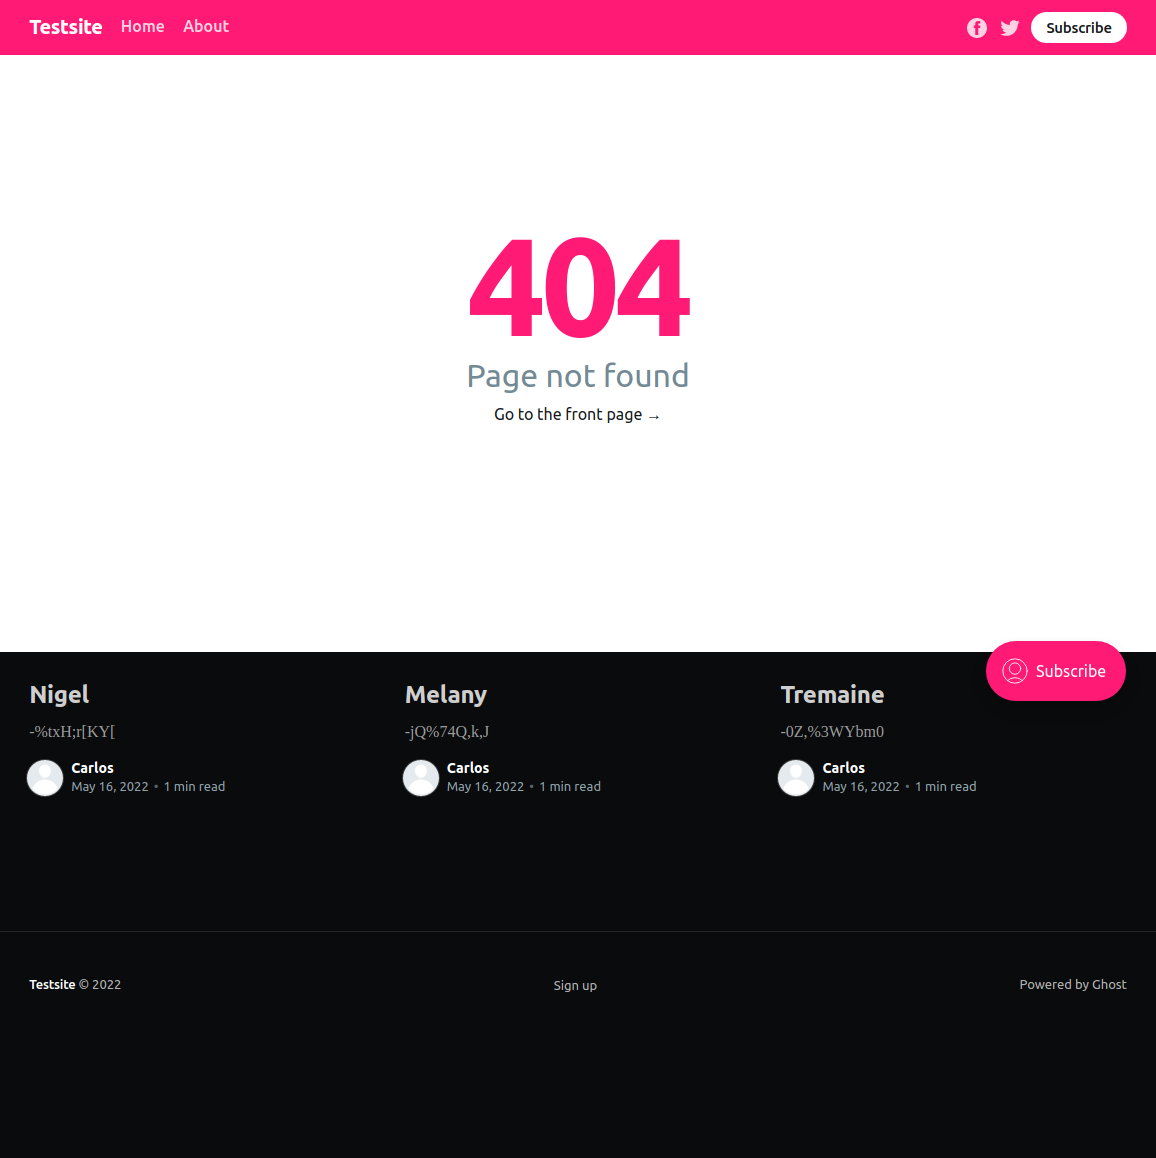 Testsite Home About Subscribe
404
Page not found
Go to the front page →
Subscribe
Nigel
-%txH;r[KY[
Carlos
May 16, 2022 • 1 min read
Melany
-jQ%74Q,k,J
Carlos
May 16, 2022 • 1 min read
Tremaine
-0Z,%3WYbm0
Carlos
May 16, 2022 • 1 min read
Testsite © 2022
Sign up
Powered by Ghost